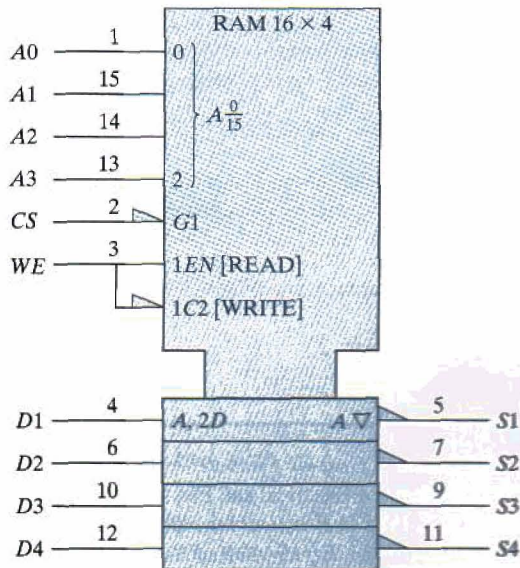 RAM 16 × 4
A0 1 0
A1 15
A2 14
A 0/15
A3 13 2
CS 2 G1
WE 3 1EN [READ]
1C2 [WRITE]
D1 4 A, 2D A ▽ 5 S1
D2 6 7 S2
D3 10 9 S3
D4 12 11 S4